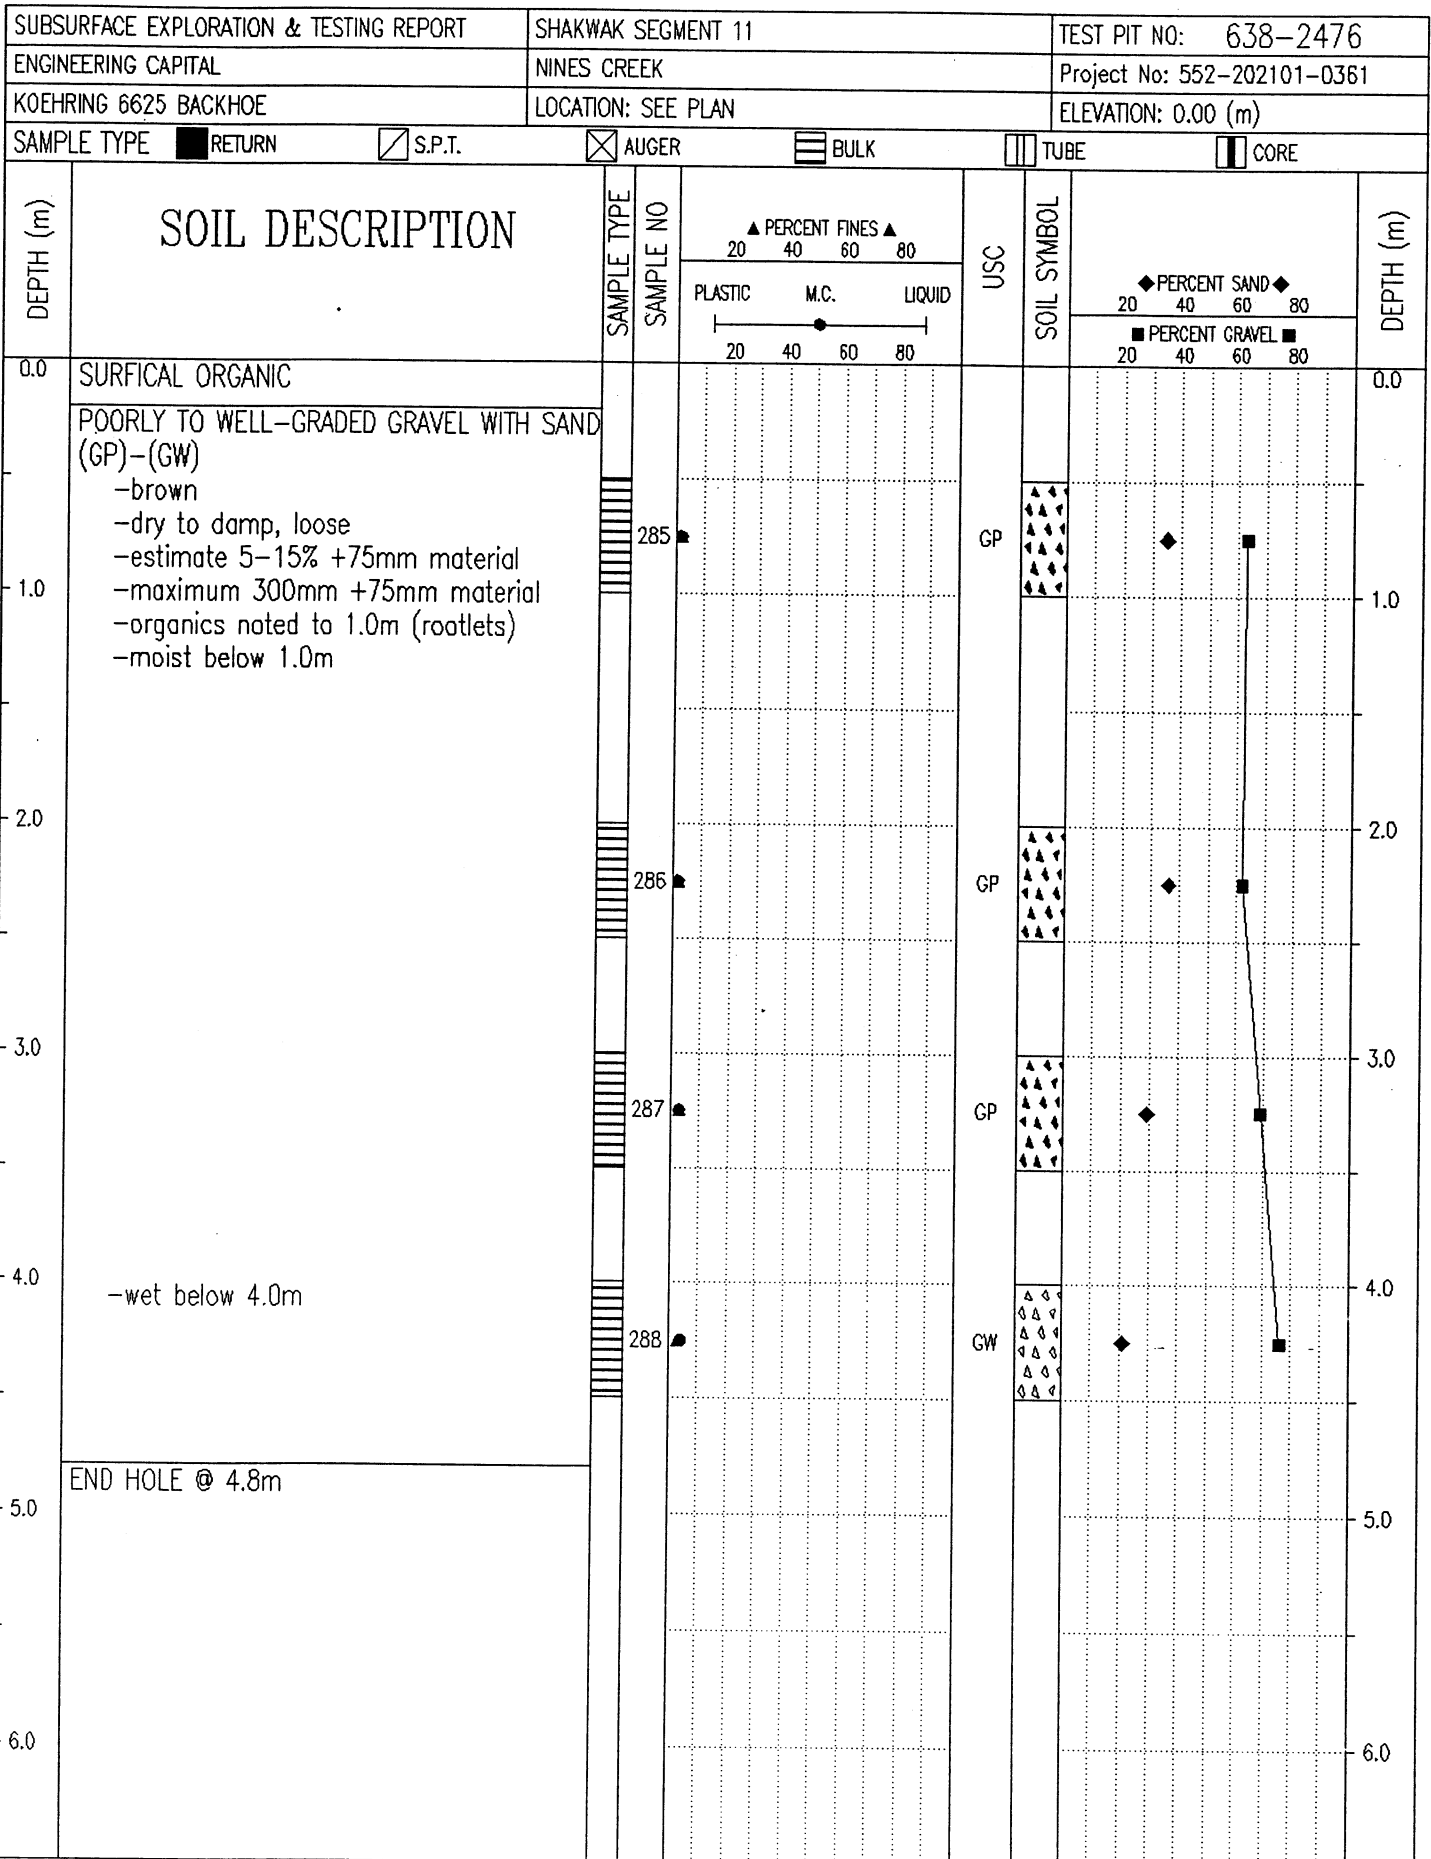 SUBSURFACE EXPLORATION & TESTING REPORT
SHAKWAK SEGMENT 11
TEST PIT NO: 638-2476
ENGINEERING CAPITAL
NINES CREEK
Project No: 552-202101-0361
KOEHRING 6625 BACKHOE
LOCATION: SEE PLAN
ELEVATION: 0.00 (m)
SAMPLE TYPE RETURN S.P.T. AUGER BULK TUBE CORE
DEPTH (m)
SOIL DESCRIPTION
SAMPLE TYPE
SAMPLE NO
▲ PERCENT FINES ▲
20 40 60 80
PLASTIC M.C. LIQUID
20 40 60 80
USC
SOIL SYMBOL
◆PERCENT SAND◆
20 40 60 80
■ PERCENT GRAVEL ■
20 40 60 80
DEPTH (m)
0.0
SURFICAL ORGANIC
0.0
POORLY TO WELL-GRADED GRAVEL WITH SAND
(GP)-(GW)
-brown
-dry to damp, loose
285
GP
-estimate 5-15% +75mm material
1.0
-maximum 300mm +75mm material
1.0
-organics noted to 1.0m (rootlets)
-moist below 1.0m
2.0
2.0
286
GP
3.0
3.0
287
GP
4.0
4.0
-wet below 4.0m
288
GW
END HOLE @ 4.8m
5.0
5.0
6.0
6.0